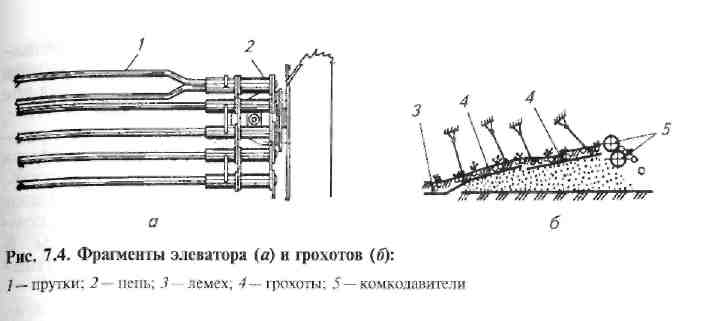 1
2
а
3
4
4
5
б
Рис. 7.4. Фрагменты элеватора (а) и грохотов (б):
1 — прутки; 2 — цепь; 3 — лемех; 4 — грохоты; 5 — комкодавители